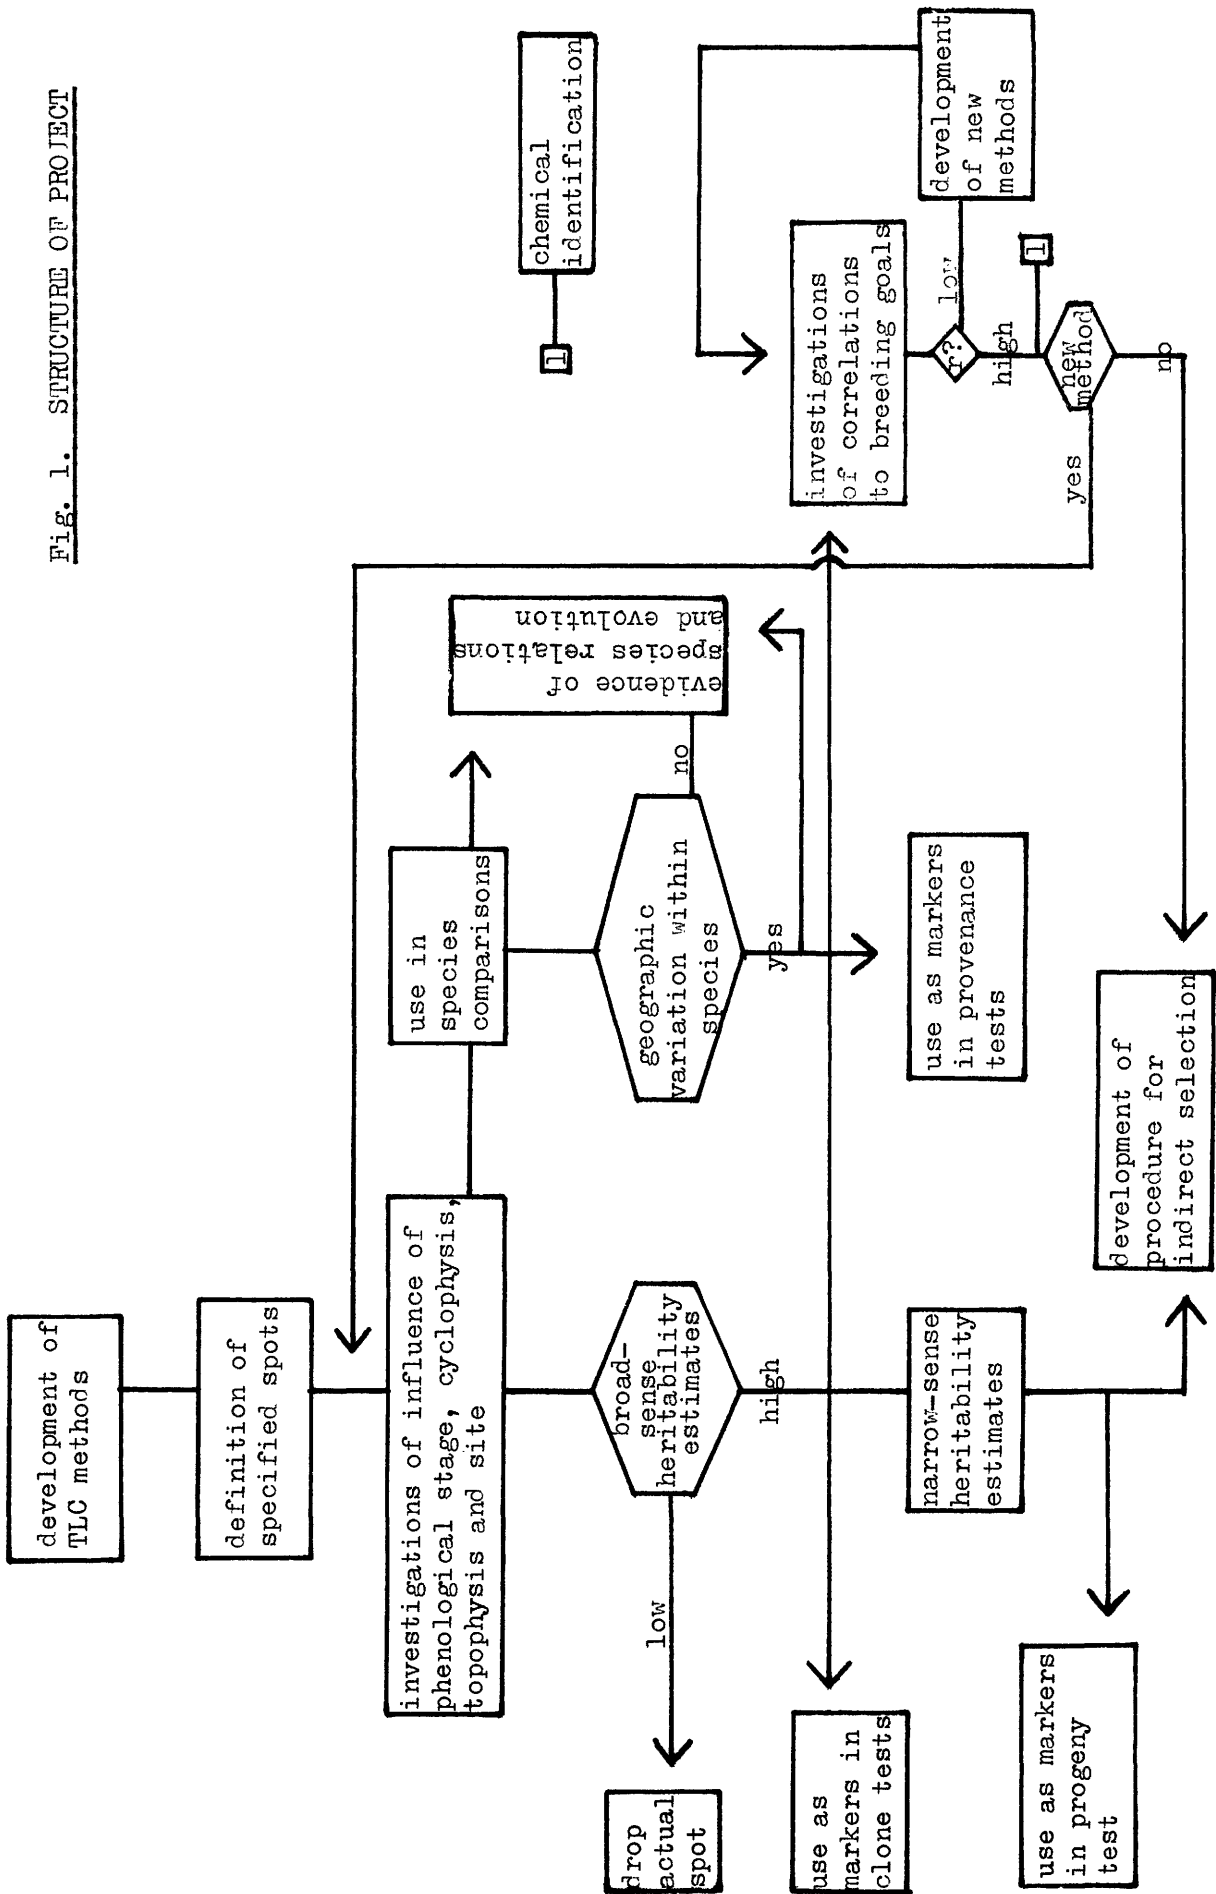 Fig. 1. STRUCTURE OF PROJECT
development of
TLC methods
definition of
specified spots
investigations of influence of
phenological stage, cyclophysis,
topophysis and site
use in
species
comparisons
evidence of
species relations
and evolution
chemical
identification
1
broad-
sense
heritability
estimates
low
high
drop
actual
spot
geographic
variation within
species
no
yes
use as
markers in
clone tests
investigations
of correlations
to breeding goals
r?
low
high
development
of new
methods
1
new
method
yes
no
narrow-sense
heritability
estimates
use as markers
in provenance
tests
use as markers
in progeny
test
development of
procedure for
indirect selection